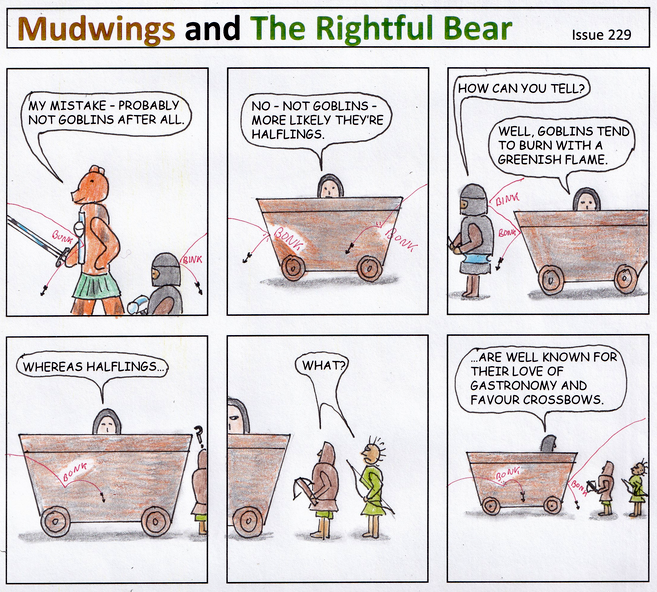 Mudwings and The Rightful Bear
Issue 229
MY MISTAKE - PROBABLY
NOT GOBLINS AFTER ALL.
BONK
BINK
NO - NOT GOBLINS -
MORE LIKELY THEY'RE
HALFLINGS.
BONK
BONK
HOW CAN YOU TELL?
WELL, GOBLINS TEND
TO BURN WITH A
GREENISH FLAME.
BINK
BONK
WHEREAS HALFLINGS...
BONK
?
WHAT?
...ARE WELL KNOWN FOR
THEIR LOVE OF
GASTRONOMY AND
FAVOUR CROSSBOWS.
BONK
BONK